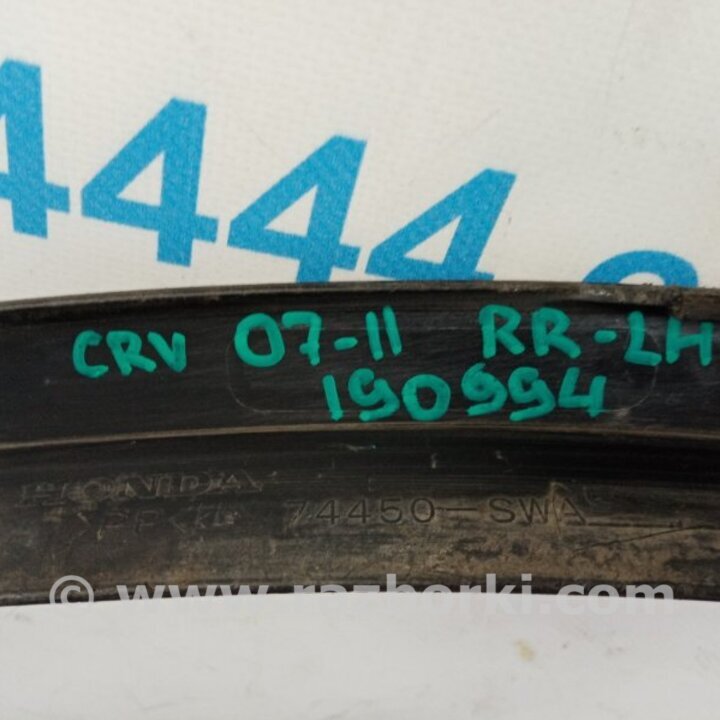 4444.
CRV 07-11 RR-LH
190994
HONDA
74450-SWA
© www.razborki.com